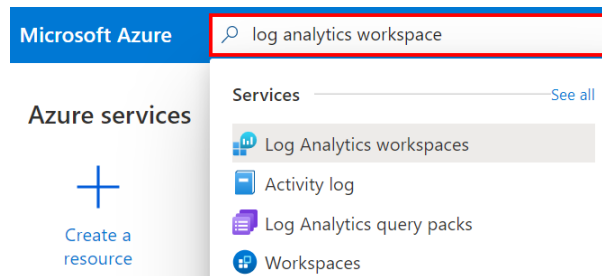 Microsoft Azure
log analytics workspace
Azure services
Create a
resource
Services
See all
Log Analytics workspaces
Activity log
Log Analytics query packs
Workspaces